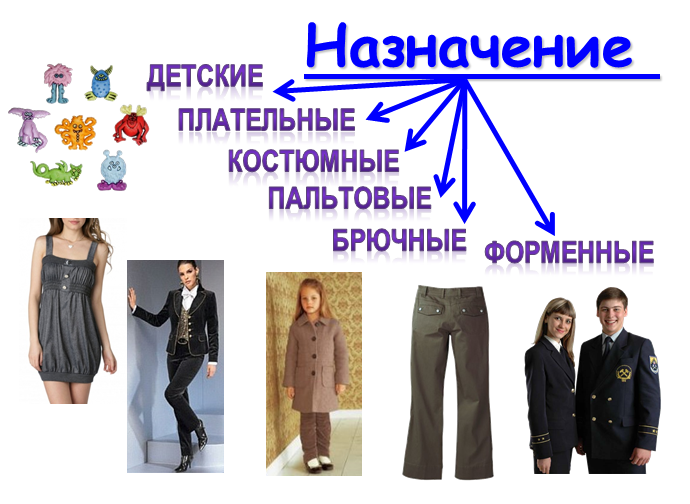 Назначение
ДЕТСКИЕ
ПЛАТЕЛЬНЫЕ
КОСТЮМНЫЕ
ПАЛЬТОВЫЕ
БРЮЧНЫЕ
ФОРМЕННЫЕ